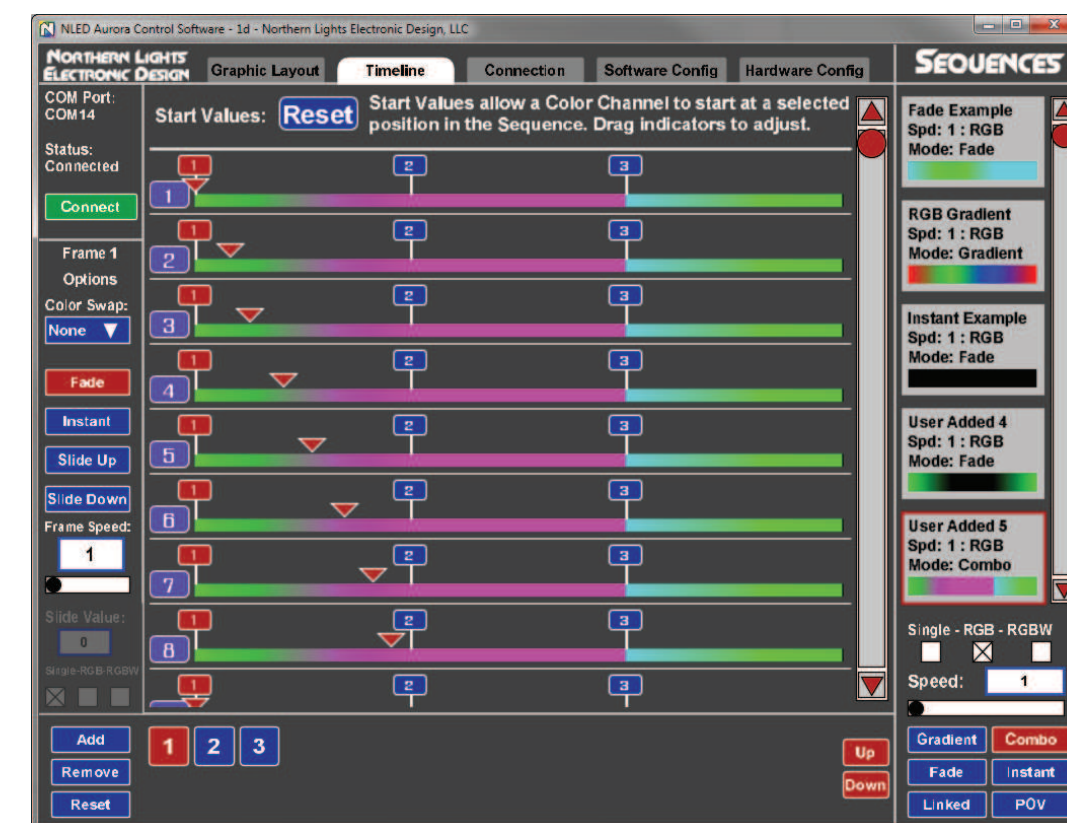 NLED Aurora Control Software - 1d - Northern Lights Electronic Design, LLC
NORTHERN LIGHTS
ELECTRONIC DESIGN
Graphic Layout
Timeline
Connection
Software Config
Hardware Config
SEQUENCES
COM Port:
COM14
Status:
Connected
Connect
Frame 1
Options
Color Swap:
None
Fade
Instant
Slide Up
Slide Down
Frame Speed:
1
Slide Value:
0
Single-RGB-RGBW
Start Values:
Reset
Start Values allow a Color Channel to start at a selected
position in the Sequence. Drag indicators to adjust.
1 2 3
1
1 2 3
2
1 2 3
3
1 2 3
4
1 2 3
5
1 2 3
6
1 2 3
7
1 2 3
8
1 2 3
Fade Example
Spd: 1 : RGB
Mode: Fade
RGB Gradient
Spd: 1 : RGB
Mode: Gradient
Instant Example
Spd: 1 : RGB
Mode: Fade
User Added 4
Spd: 1 : RGB
Mode: Fade
User Added 5
Spd: 1 : RGB
Mode: Combo
Single - RGB - RGBW
Speed:
1
Gradient
Combo
Fade
Instant
Linked
POV
Add
Remove
Reset
1 2 3
Up
Down